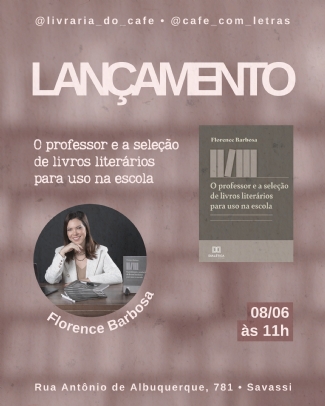 @livraria_do_cafe • @cafe_com_letras
LANÇAMENTO
O professor e a seleção
de livros literários
para uso na escola
Florence Barbosa
O professor e a seleção
de livros literários
para uso na escola
Florence Barbosa
08/06
às 11h
Rua Antônio de Albuquerque, 781 • Savassi